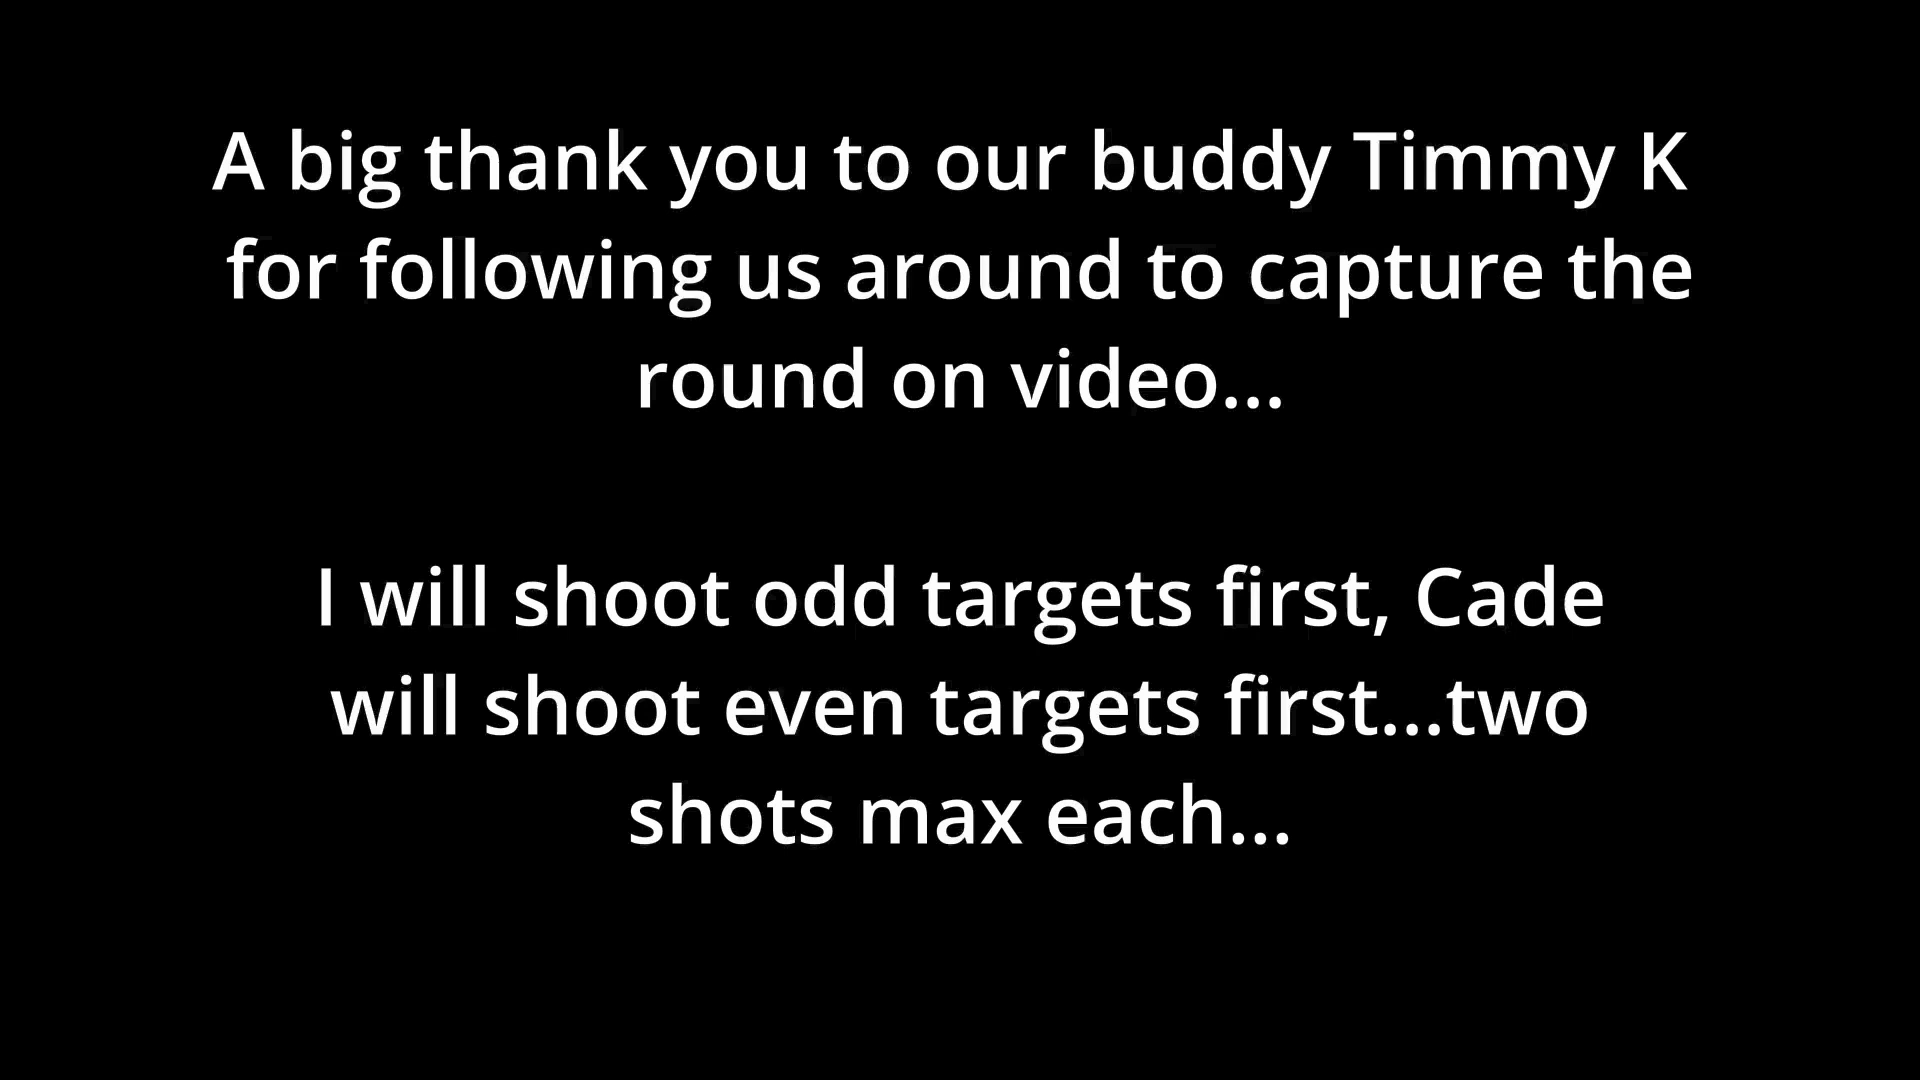 A big thank you to our buddy Timmy K
for following us around to capture the
round on video...
I will shoot odd targets first, Cade
will shoot even targets first...two
shots max each...